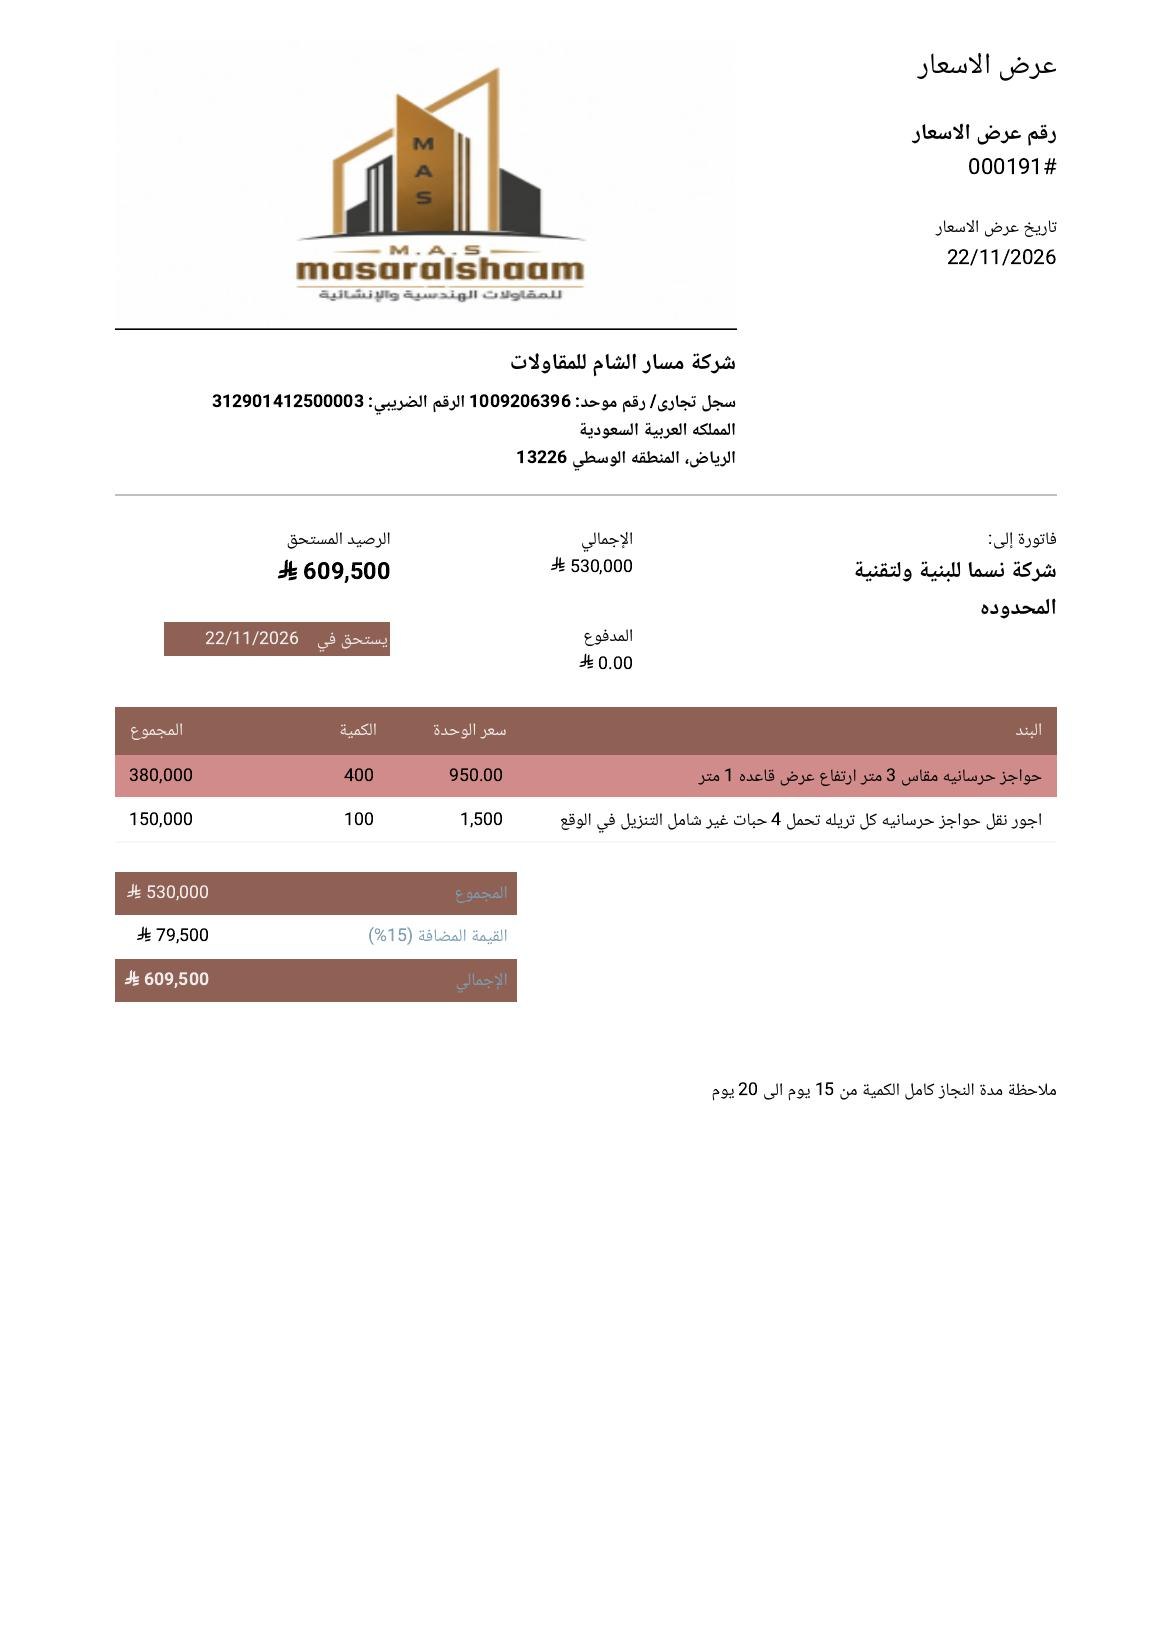 عرض الاسعار
رقم عرض الاسعار
000191#
تاريخ عرض الاسعار
22/11/2026
M
A
S
M.A.S
masaralshaam
للمقاولات الهندسية والإنشائية
شركة مسار الشام للمقاولات
سجل تجارى/ رقم موحد: 1009206396 الرقم الضريبي: 312901412500003
المملكه العربية السعودية
الرياض، المنطقه الوسطي 13226
فاتورة إلى:
شركة نسما للبنية ولتقنية
المحدوده
الإجمالي
530,000 ⃁
المدفوع
0.00 ⃁
الرصيد المستحق
609,500 ⃁
يستحق في 22/11/2026
البند سعر الوحدة الكمية المجموع
حواجز حرسانيه مقاس 3 متر ارتفاع عرض قاعده 1 متر 950.00 400 380,000
اجور نقل حواجز حرسانيه كل تريله تحمل 4 حبات غير شامل التنزيل في الوقع 1,500 100 150,000
المجموع 530,000 ⃁
القيمة المضافة (15%) 79,500 ⃁
الإجمالي 609,500 ⃁
ملاحظة مدة النجاز كامل الكمية من 15 يوم الى 20 يوم